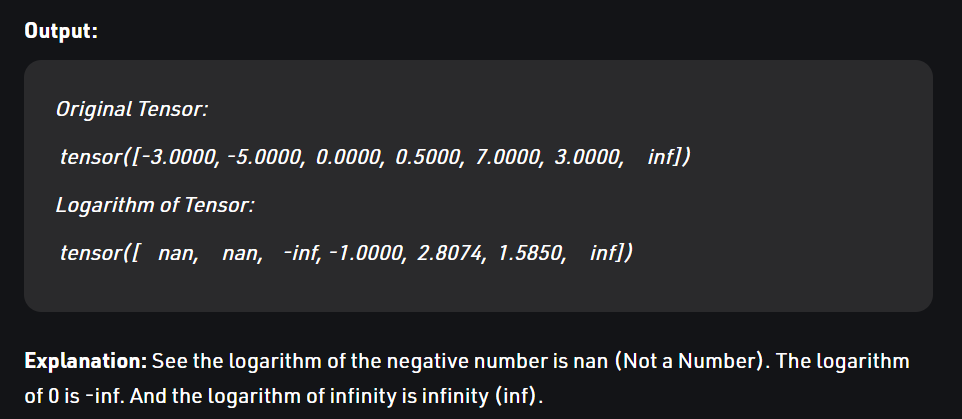 Output:
Original Tensor:
tensor([-3.0000, -5.0000, 0.0000, 0.5000, 7.0000, 3.0000, inf])
Logarithm of Tensor:
tensor([ nan, nan, -inf, -1.0000, 2.8074, 1.5850, inf])
Explanation: See the logarithm of the negative number is nan (Not a Number). The logarithm
of 0 is -inf. And the logarithm of infinity is infinity (inf).